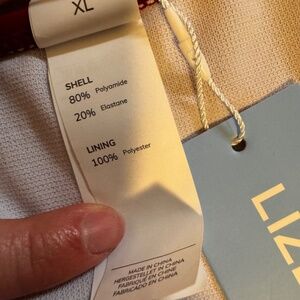 XL
SHELL
80% Polyamide
20% Elastane
LINING
100% Polyester
MADE IN CHINA
HERGESTELLT IN CHINA
FABRIQUÉ EN CHINE
FABRICADO EN CHINA
LIZ